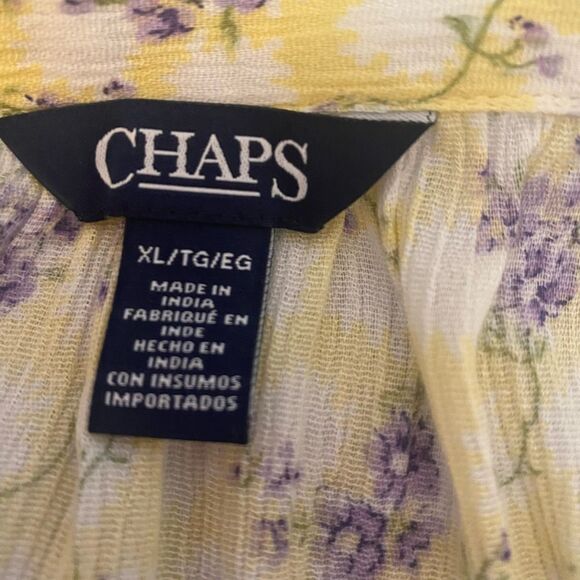 CHAPS
XL/TG/EG
MADE IN
INDIA
FABRIQUÉ EN
INDE
HECHO EN
INDIA
CON INSUMOS
IMPORTADOS